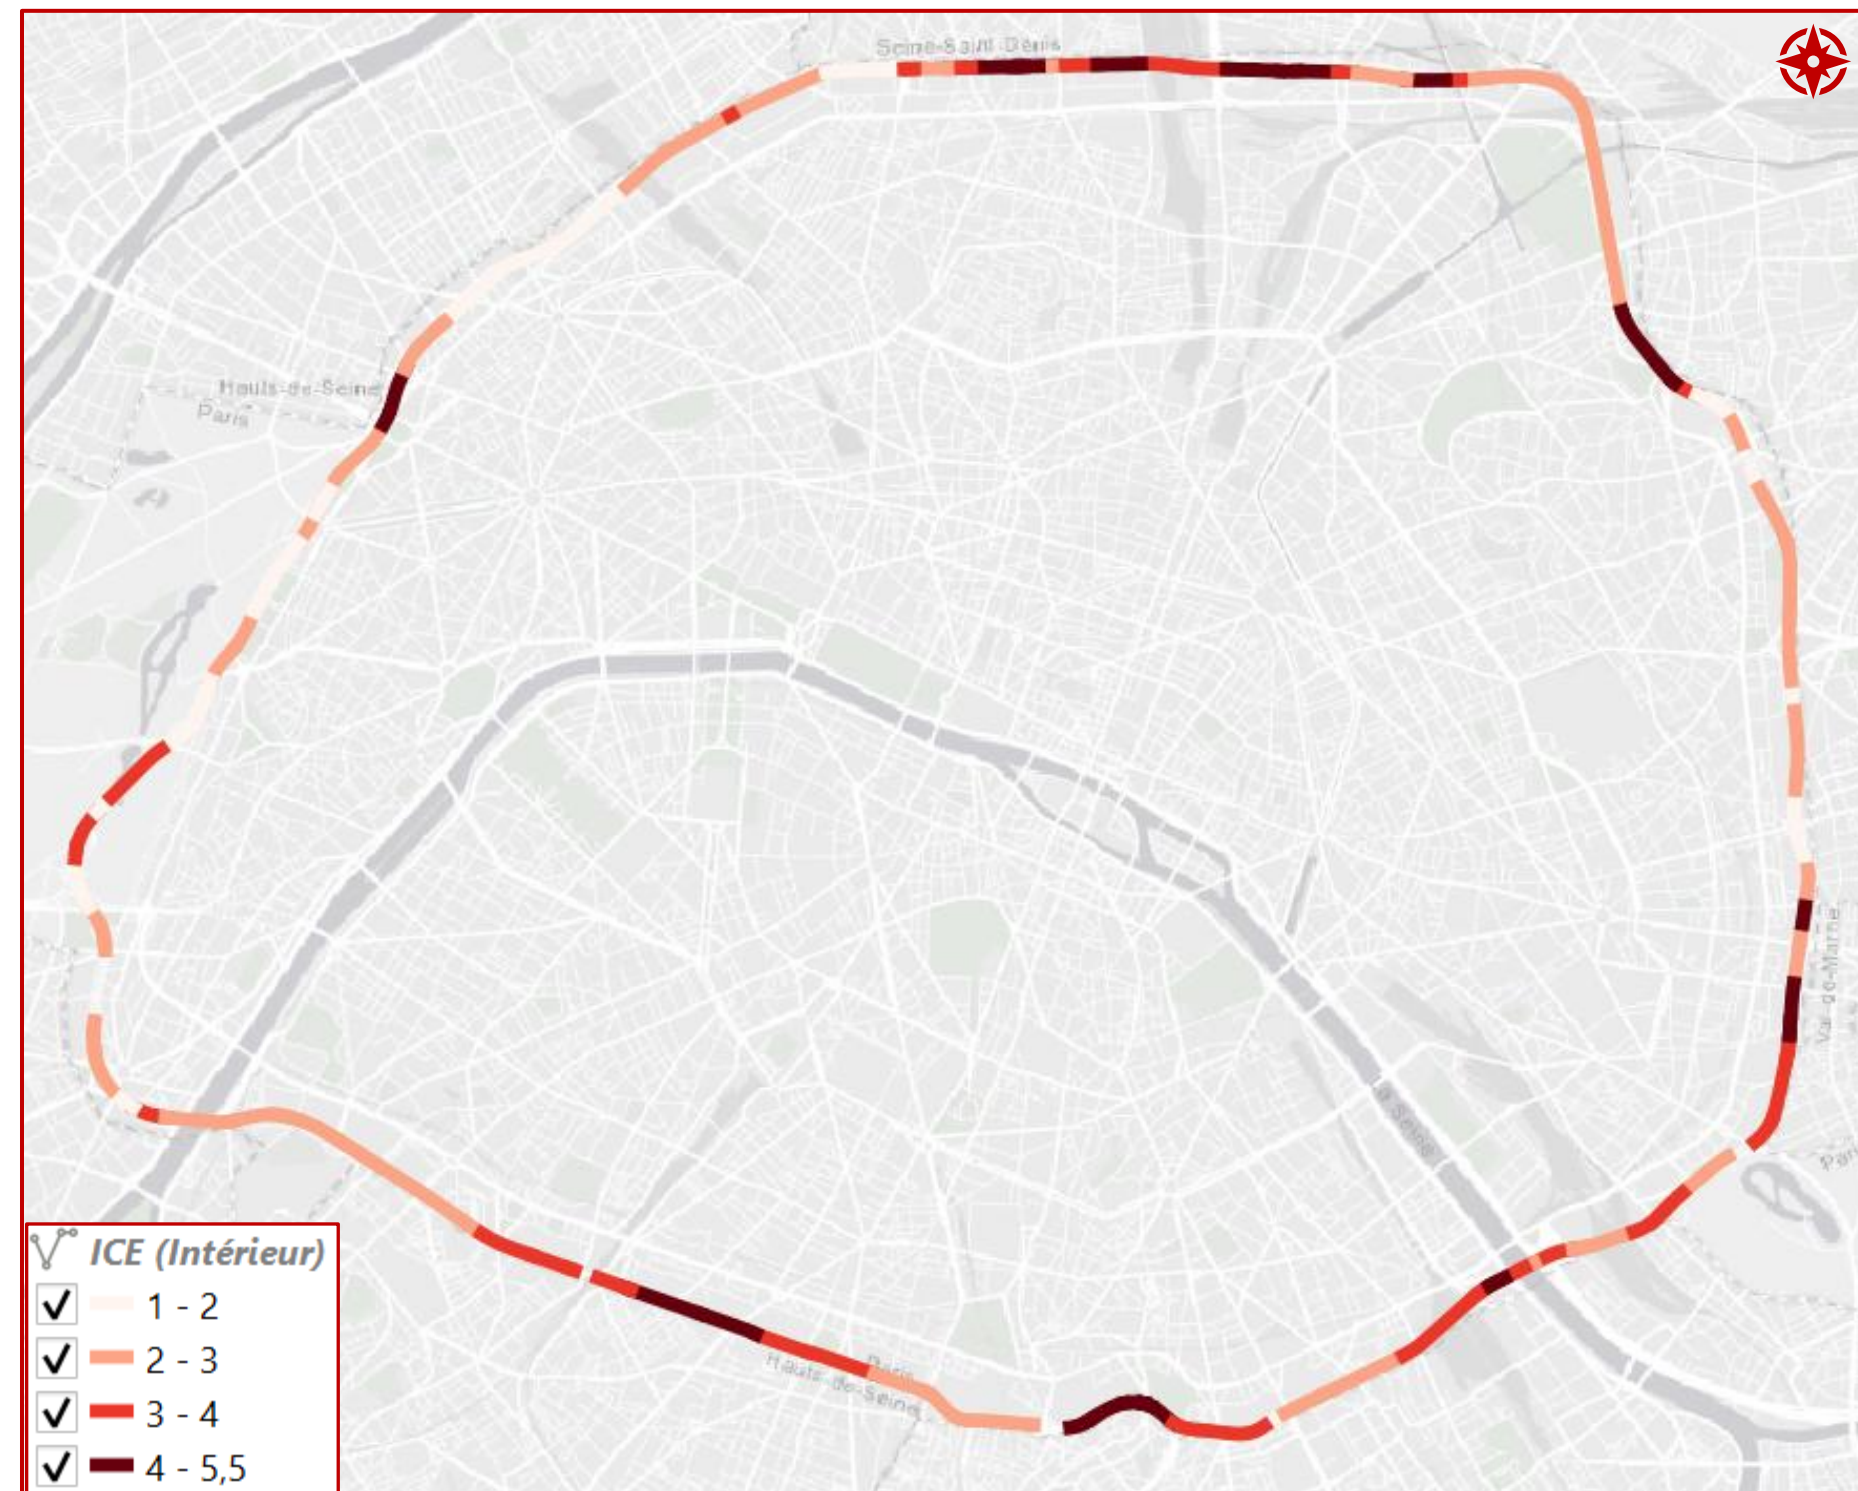 Seine-Saint-Denis
Hauts-de-Seine
Paris
Val-de-Marne
la Seine
Paris
Hauts-de-Seine
ICE (Intérieur)
1 - 2
2 - 3
3 - 4
4 - 5,5